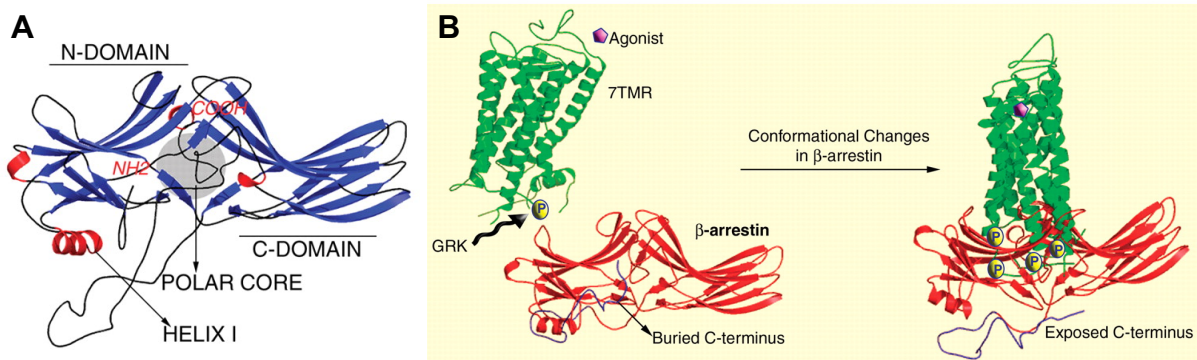 A
N-DOMAIN
COOH
NH2
C-DOMAIN
POLAR CORE
HELIX I
B
Agonist
7TMR
P
GRK
β-arrestin
Buried C-terminus
Conformational Changes
in β-arrestin
P
P
P
P
Exposed C-terminus